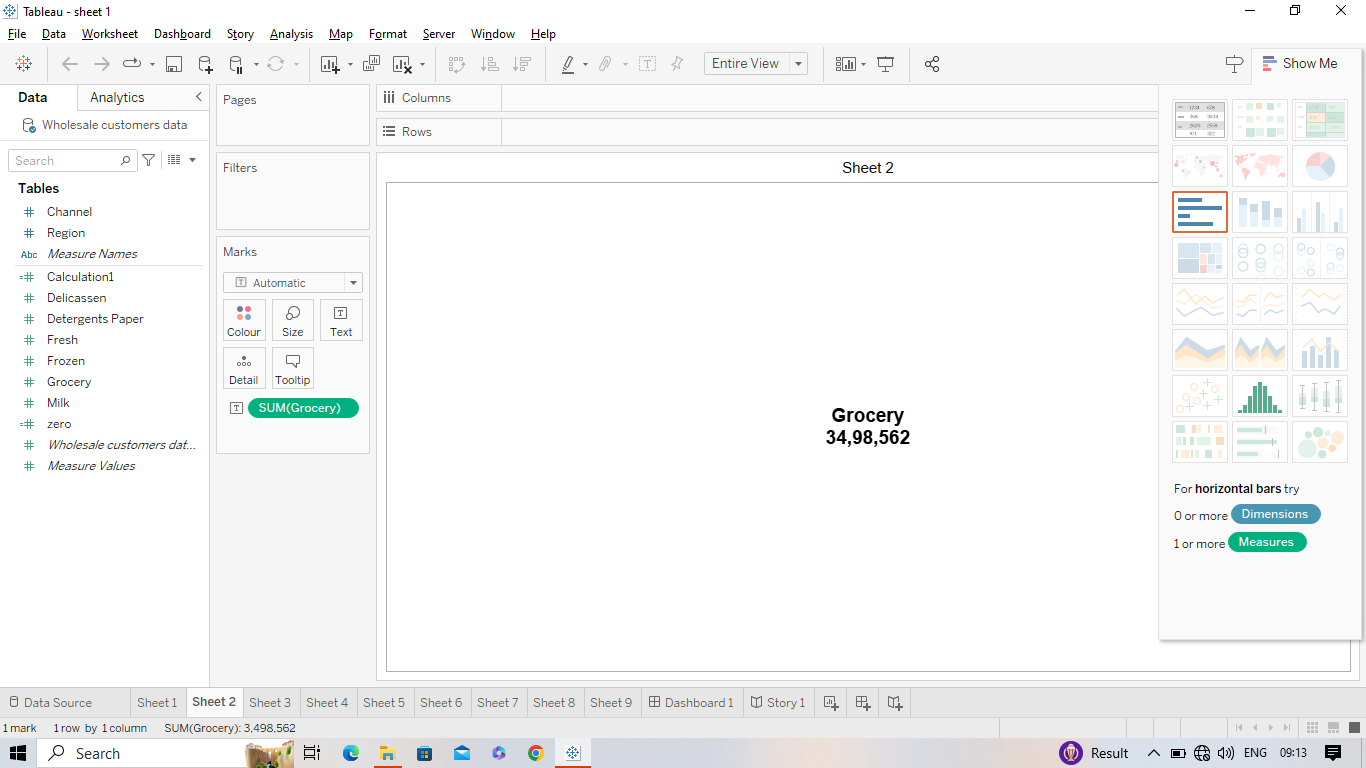 Tableau - sheet 1
File Data Worksheet Dashboard Story Analysis Map Format Server Window Help
Entire View
Show Me
Data Analytics
Wholesale customers data
Search
Tables
Channel
Region
Abc Measure Names
Calculation1
Delicassen
Detergents Paper
Fresh
Frozen
Grocery
Milk
zero
Wholesale customers dat...
Measure Values
Pages
Filters
Marks
Automatic
Colour Size Text
Detail Tooltip
SUM(Grocery)
Columns
Rows
Sheet 2
Grocery
34,98,562
For horizontal bars try
0 or more Dimensions
1 or more Measures
Data Source Sheet 1 Sheet 2 Sheet 3 Sheet 4 Sheet 5 Sheet 6 Sheet 7 Sheet 8 Sheet 9 Dashboard 1 Story 1
1 mark 1 row by 1 column SUM(Grocery): 3,498,562
Search Result ENG 09:13